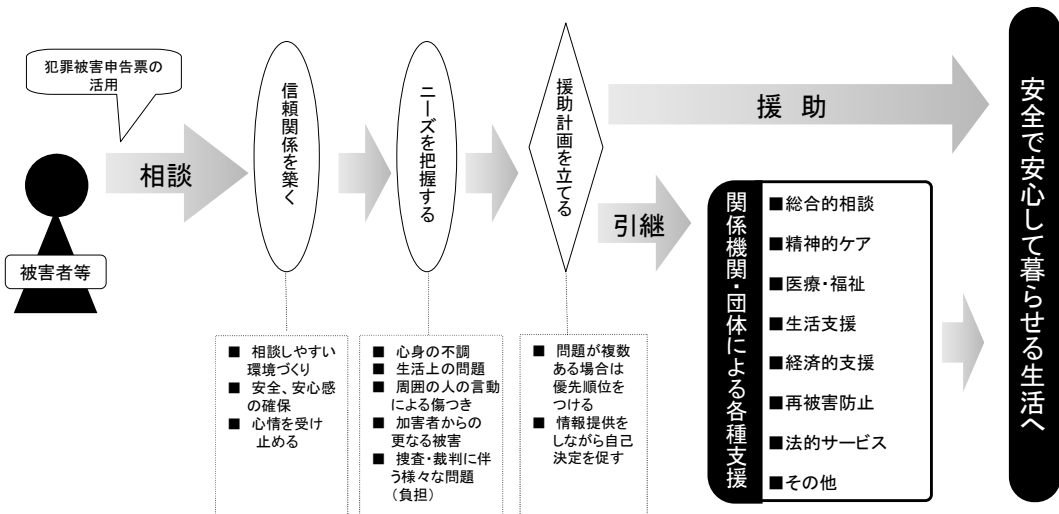 犯罪被害申告票の
活用
被害者等
相談
信頼関係を築く
ニーズを把握する
援助計画を立てる
援 助
引継
■ 相談しやすい
環境づくり
■ 安全、安心感
の確保
■ 心情を受け
止める
■ 心身の不調
■ 生活上の問題
■ 周囲の人の言動
による傷つき
■ 加害者からの
更なる被害
■ 捜査・裁判に伴
う様々な問題
（負担）
■ 問題が複数
ある場合は
優先順位を
つける
■ 情報提供を
しながら自己
決定を促す
関係機関・団体による各種支援
■総合的相談
■精神的ケア
■医療・福祉
■生活支援
■経済的支援
■再被害防止
■法的サービス
■その他
安全で安心して暮らせる生活へ